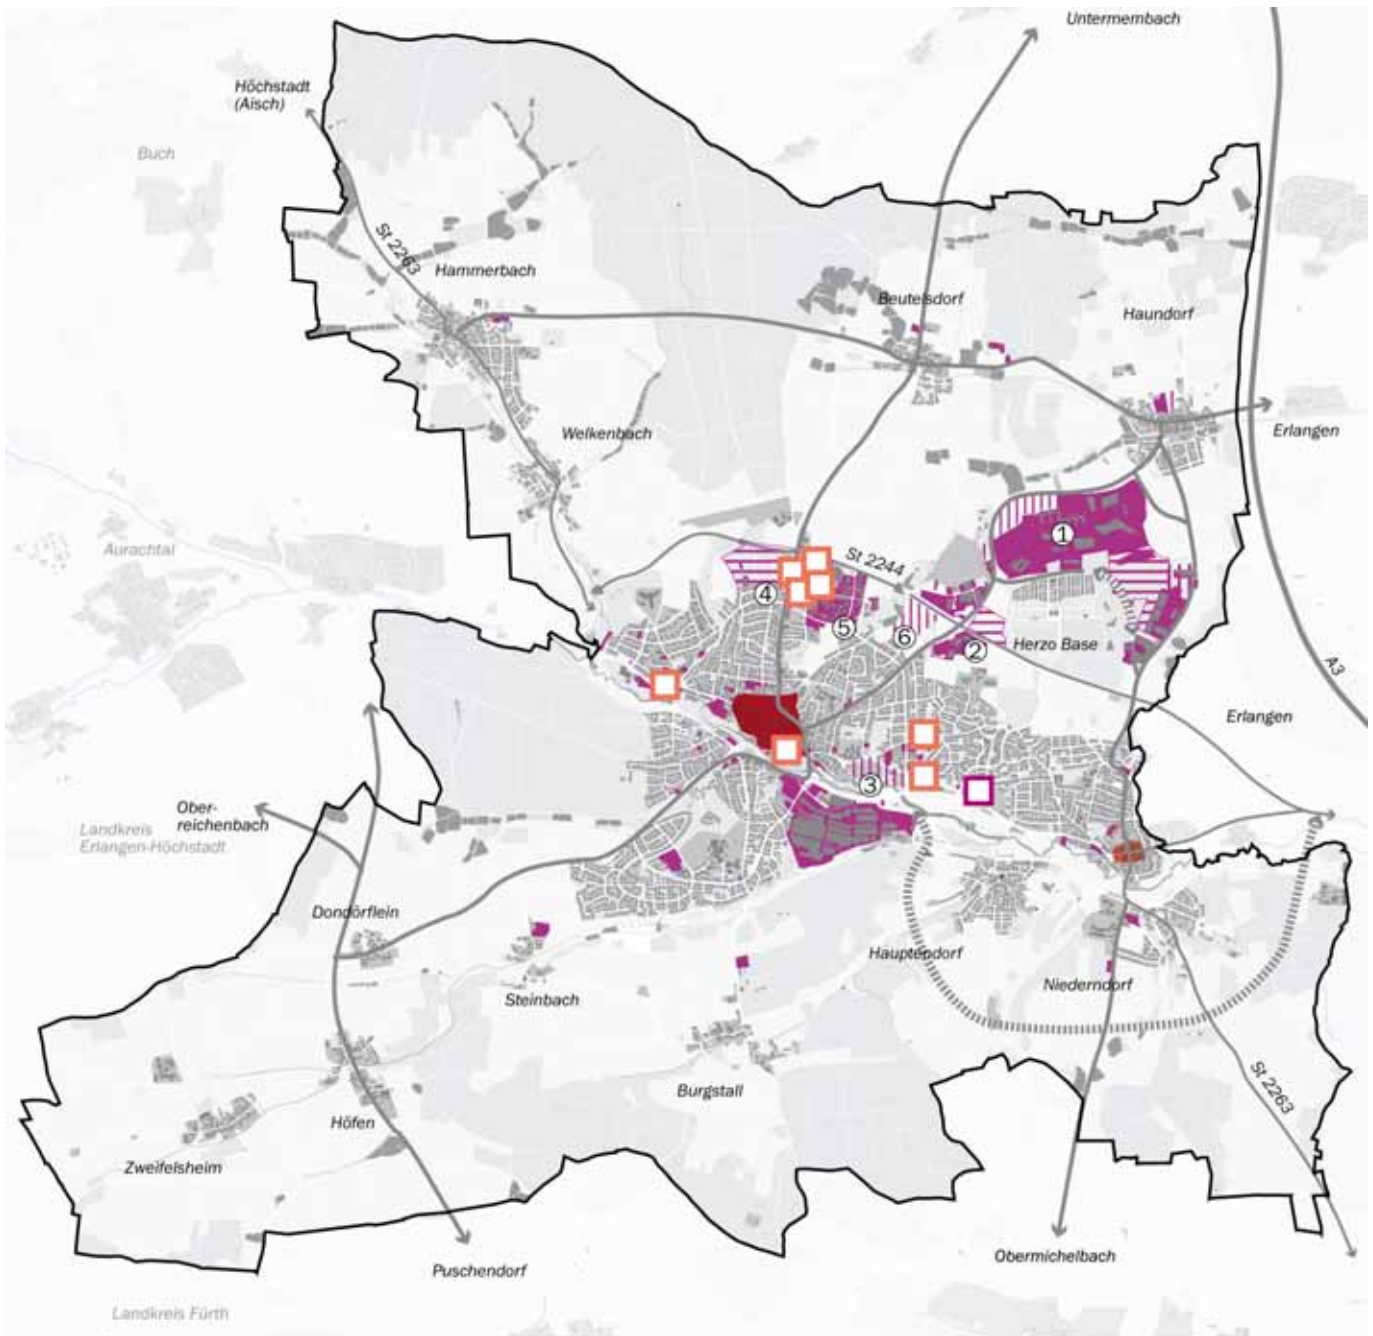 Untermembach
Höchstadt
(Aisch)
Buch
St 2263
Hammerbach
Beutelsdorf
Haundorf
Welkenbach
Erlangen
1
Aurachtal
St 2244
4
5
6
2
Herzo Base
A3
Erlangen
3
Ober-
reichenbach
Landkreis
Erlangen-Höchstadt
Dondörflein
Hauptendorf
Steinbach
Niederndorf
Burgstall
St 2263
Höfen
Zweifelsheim
Obermichelbach
Puschendorf
Landkreis Fürth